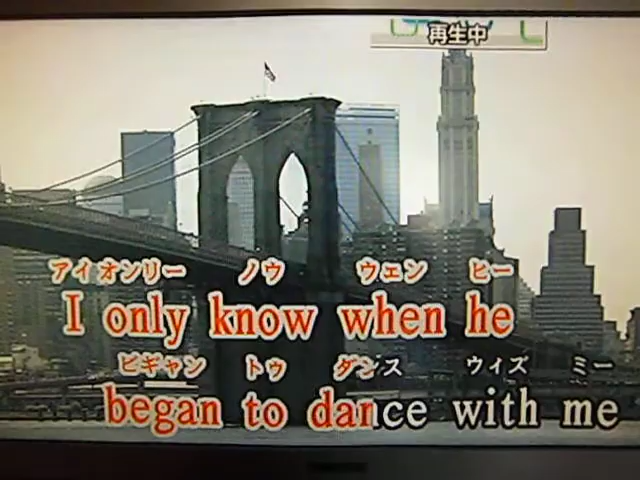 再生中
アイオンリー ノウ ウェン ヒー
I only know when he
ビギャン トゥ ダンス ウィズ ミー
began to dance with me